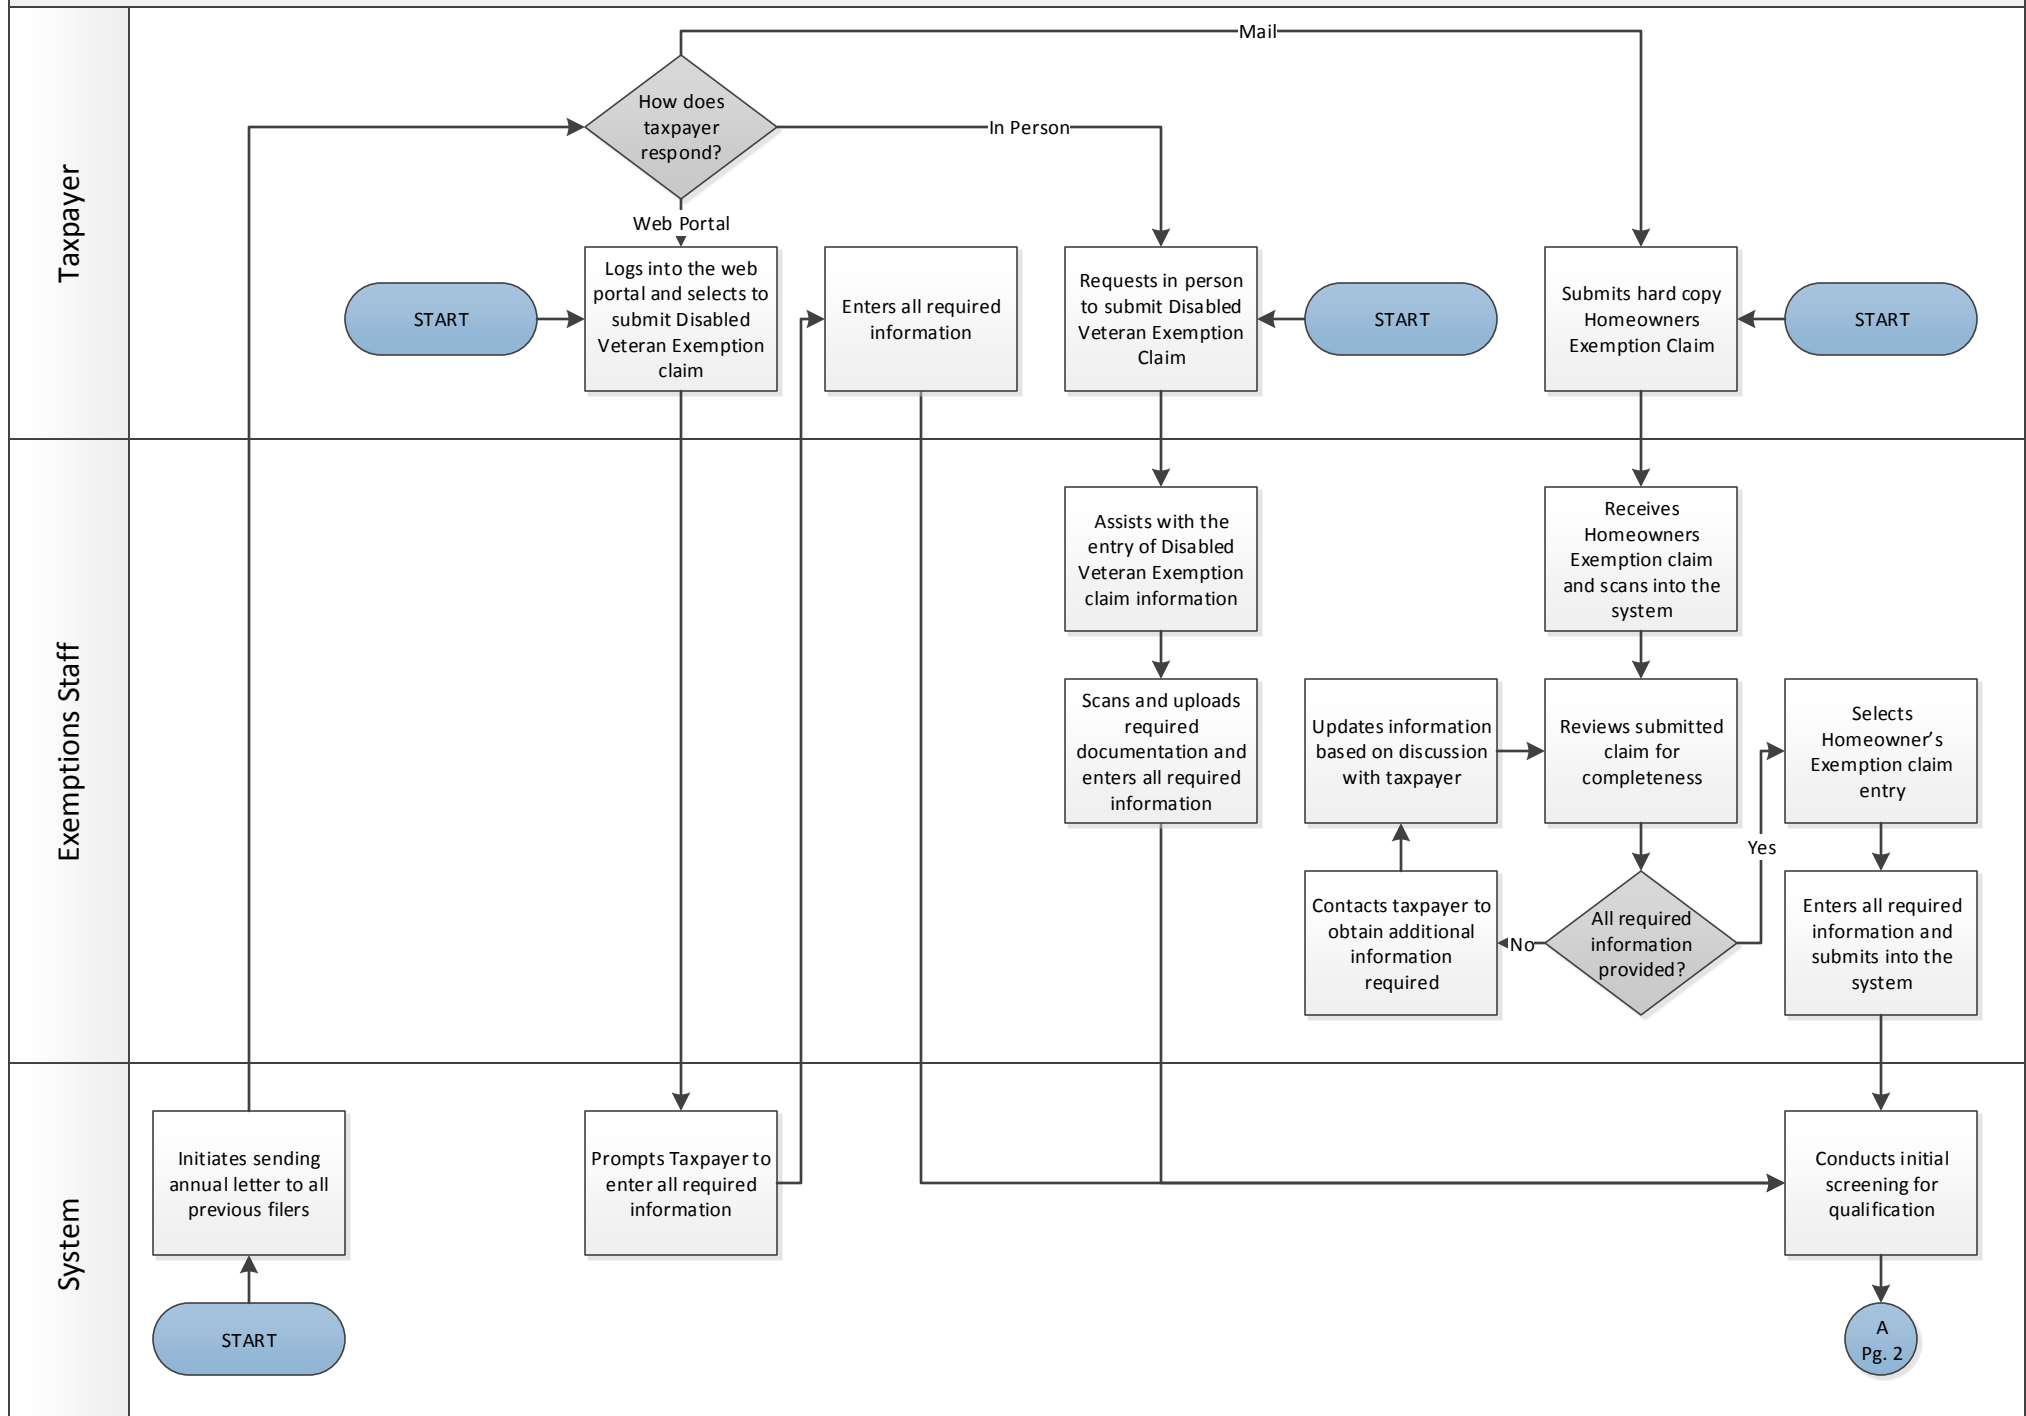 Taxpayer
Mail
How does
taxpayer
respond?
In Person
Web Portal
START
Logs into the web
portal and selects to
submit Disabled
Veteran Exemption
claim
Enters all required
information
Requests in person
to submit Disabled
Veteran Exemption
Claim
START
Submits hard copy
Homeowners
Exemption Claim
START
Exemptions Staff
Assists with the
entry of Disabled
Veteran Exemption
claim information
Receives
Homeowners
Exemption claim
and scans into the
system
Scans and uploads
required
documentation and
enters all required
information
Updates information
based on discussion
with taxpayer
Reviews submitted
claim for
completeness
Selects
Homeowner’s
Exemption claim
entry
Yes
Contacts taxpayer to
obtain additional
information
required
No
All required
information
provided?
Enters all required
information and
submits into the
system
System
Initiates sending
annual letter to all
previous filers
Prompts Taxpayer to
enter all required
information
Conducts initial
screening for
qualification
START
A
Pg. 2